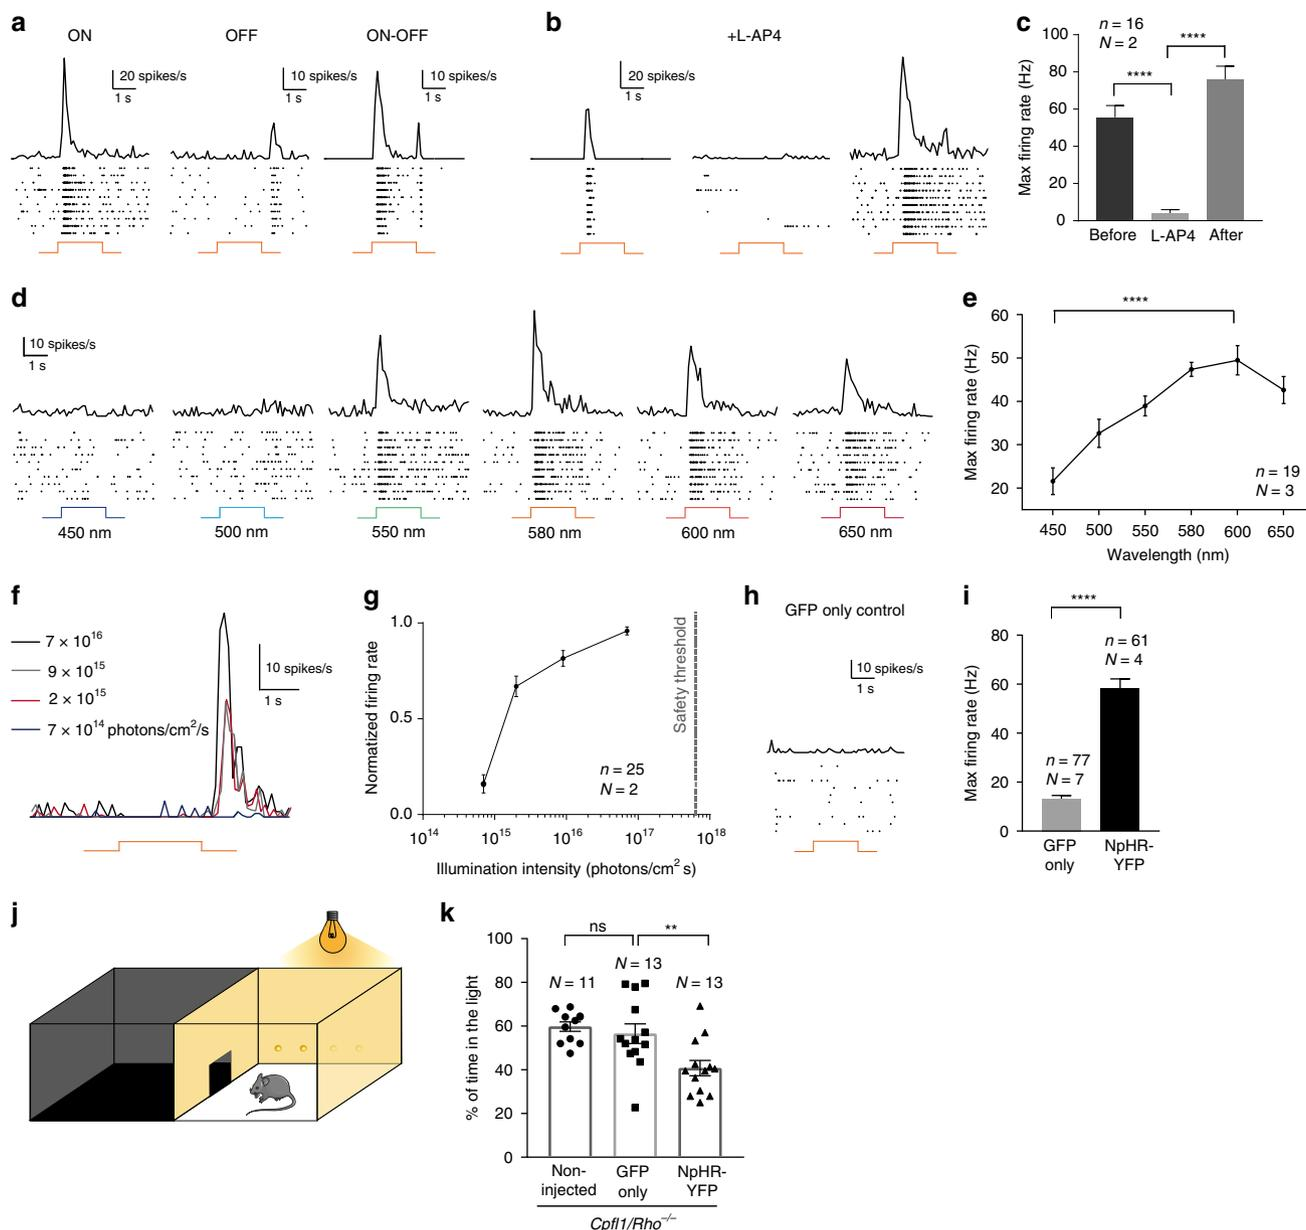 a
ON
OFF
ON-OFF
20 spikes/s
1 s
10 spikes/s
1 s
10 spikes/s
1 s
b
+L-AP4
20 spikes/s
1 s
c
n = 16
N = 2
****
****
Max firing rate (Hz)
100
80
60
40
20
0
Before
L-AP4
After
d
10 spikes/s
1 s
450 nm
500 nm
550 nm
580 nm
600 nm
650 nm
e
****
Max firing rate (Hz)
60
50
40
30
20
n = 19
N = 3
450
500
550
580
600
650
Wavelength (nm)
f
7 × 10^16
9 × 10^15
2 × 10^15
7 × 10^14 photons/cm^2/s
10 spikes/s
1 s
g
Normatized firing rate
1.0
0.5
0.0
Safety threshold
n = 25
N = 2
10^14
10^15
10^16
10^17
10^18
Illumination intensity (photons/cm^2 s)
h
GFP only control
10 spikes/s
1 s
i
****
Max firing rate (Hz)
80
60
40
20
0
n = 61
N = 4
n = 77
N = 7
GFP
only
NpHR-
YFP
j
k
ns
**
% of time in the light
100
80
60
40
20
0
N = 11
N = 13
N = 13
Non-
injected
GFP
only
NpHR-
YFP
Cpfl1/Rho^−/−